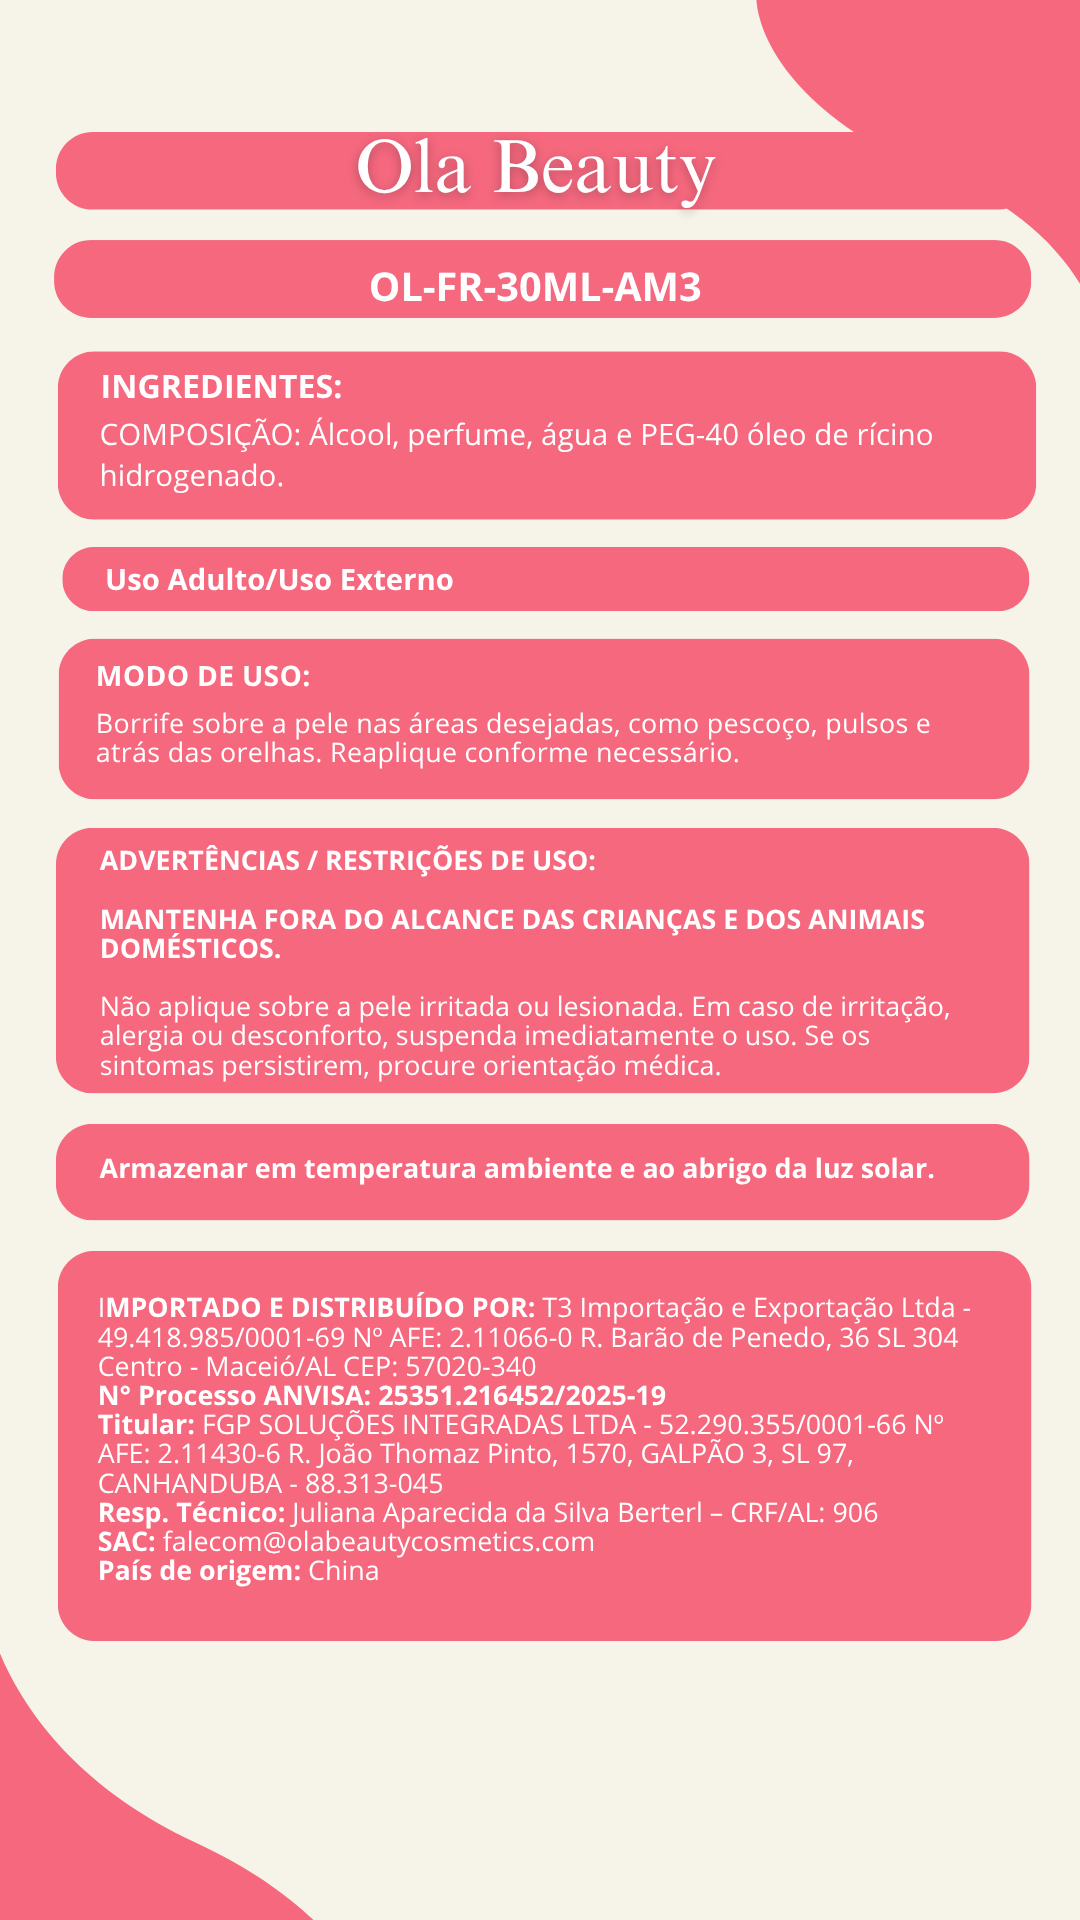 Ola Beauty
OL-FR-30ML-AM3
INGREDIENTES:
COMPOSIÇÃO: Álcool, perfume, água e PEG-40 óleo de rícino
hidrogenado.
Uso Adulto/Uso Externo
MODO DE USO:
Borrife sobre a pele nas áreas desejadas, como pescoço, pulsos e
atrás das orelhas. Reaplique conforme necessário.
ADVERTÊNCIAS / RESTRIÇÕES DE USO:
MANTENHA FORA DO ALCANCE DAS CRIANÇAS E DOS ANIMAIS
DOMÉSTICOS.
Não aplique sobre a pele irritada ou lesionada. Em caso de irritação,
alergia ou desconforto, suspenda imediatamente o uso. Se os
sintomas persistirem, procure orientação médica.
Armazenar em temperatura ambiente e ao abrigo da luz solar.
IMPORTADO E DISTRIBUÍDO POR: T3 Importação e Exportação Ltda -
49.418.985/0001-69 Nº AFE: 2.11066-0 R. Barão de Penedo, 36 SL 304
Centro - Maceió/AL CEP: 57020-340
N° Processo ANVISA: 25351.216452/2025-19
Titular: FGP SOLUÇÕES INTEGRADAS LTDA - 52.290.355/0001-66 Nº
AFE: 2.11430-6 R. João Thomaz Pinto, 1570, GALPÃO 3, SL 97,
CANHANDUBA - 88.313-045
Resp. Técnico: Juliana Aparecida da Silva Berterl – CRF/AL: 906
SAC: falecom@olabeautycosmetics.com
País de origem: China